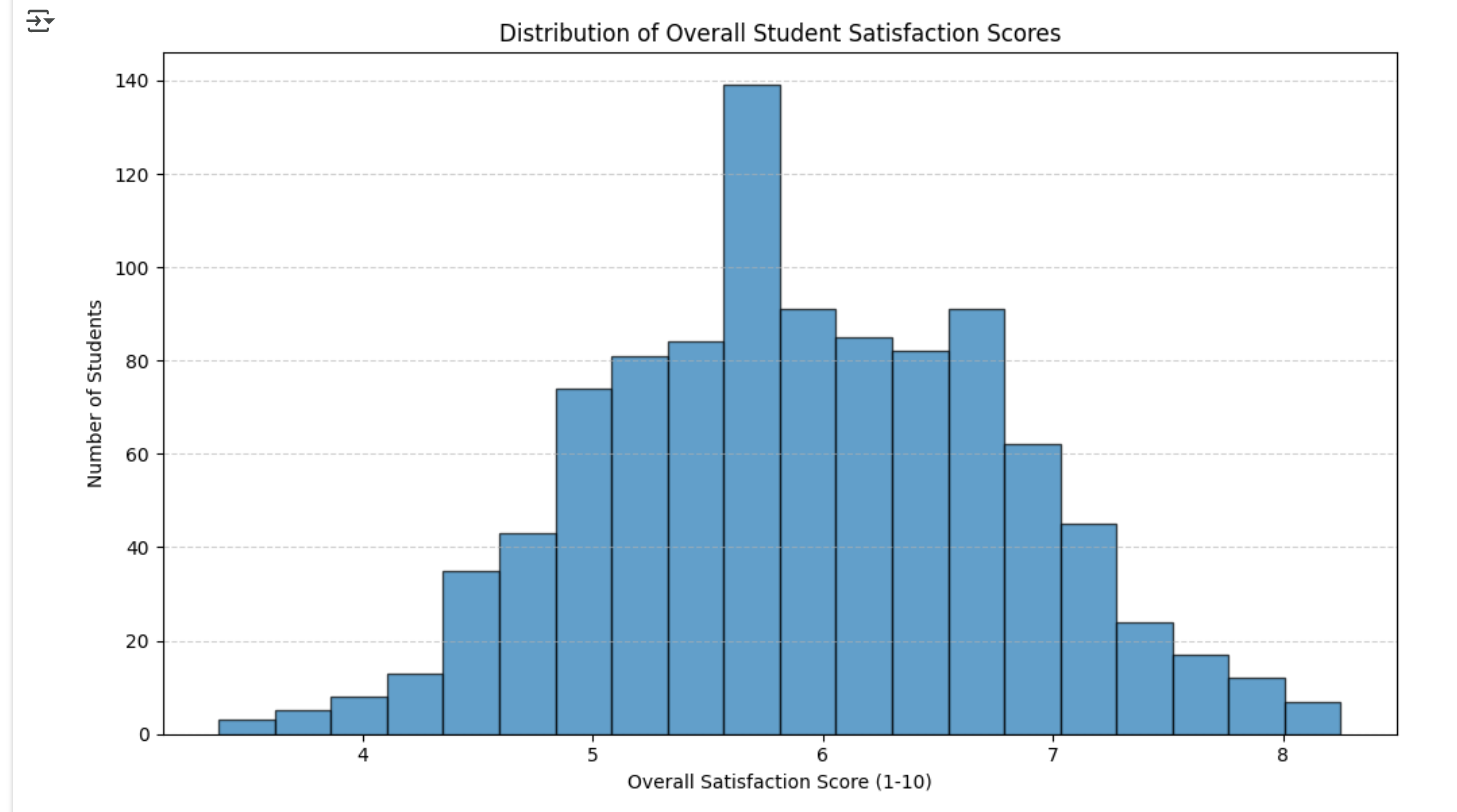 Distribution of Overall Student Satisfaction Scores
140
120
100
80
60
40
20
0
Number of Students
4 5 6 7 8
Overall Satisfaction Score (1-10)